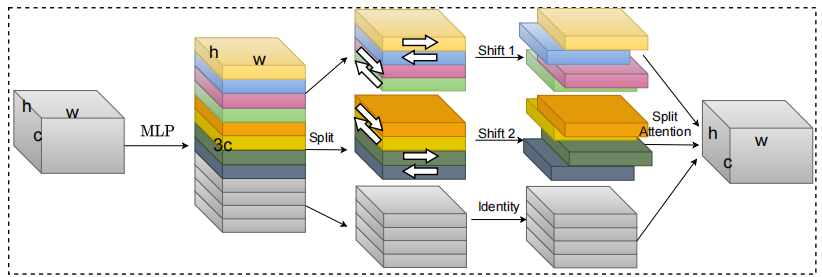 h
w
c
MLP
h
w
3c
Split
Shift 1
Shift 2
Identity
Split
Attention
h
w
c